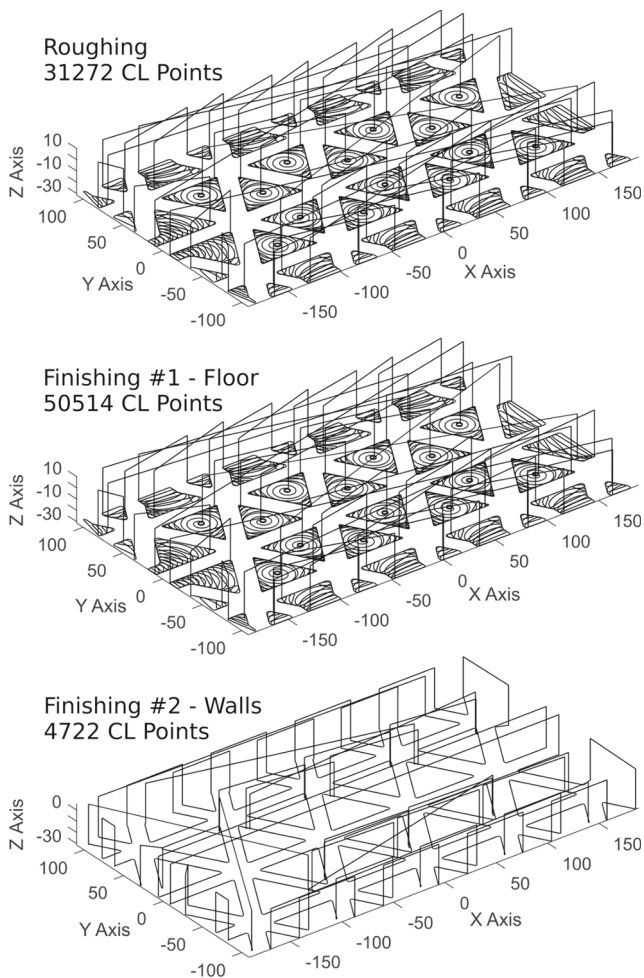 Roughing
31272 CL Points
Z Axis
10
-10
-30
100
50
0
-50
-100
Y Axis
-150
-100
-50
0
50
100
150
X Axis
Finishing #1 - Floor
50514 CL Points
Z Axis
10
-10
-30
100
50
0
-50
-100
Y Axis
-150
-100
-50
0
50
100
150
X Axis
Finishing #2 - Walls
4722 CL Points
Z Axis
0
-30
100
50
0
-50
-100
Y Axis
-150
-100
-50
0
50
100
150
X Axis